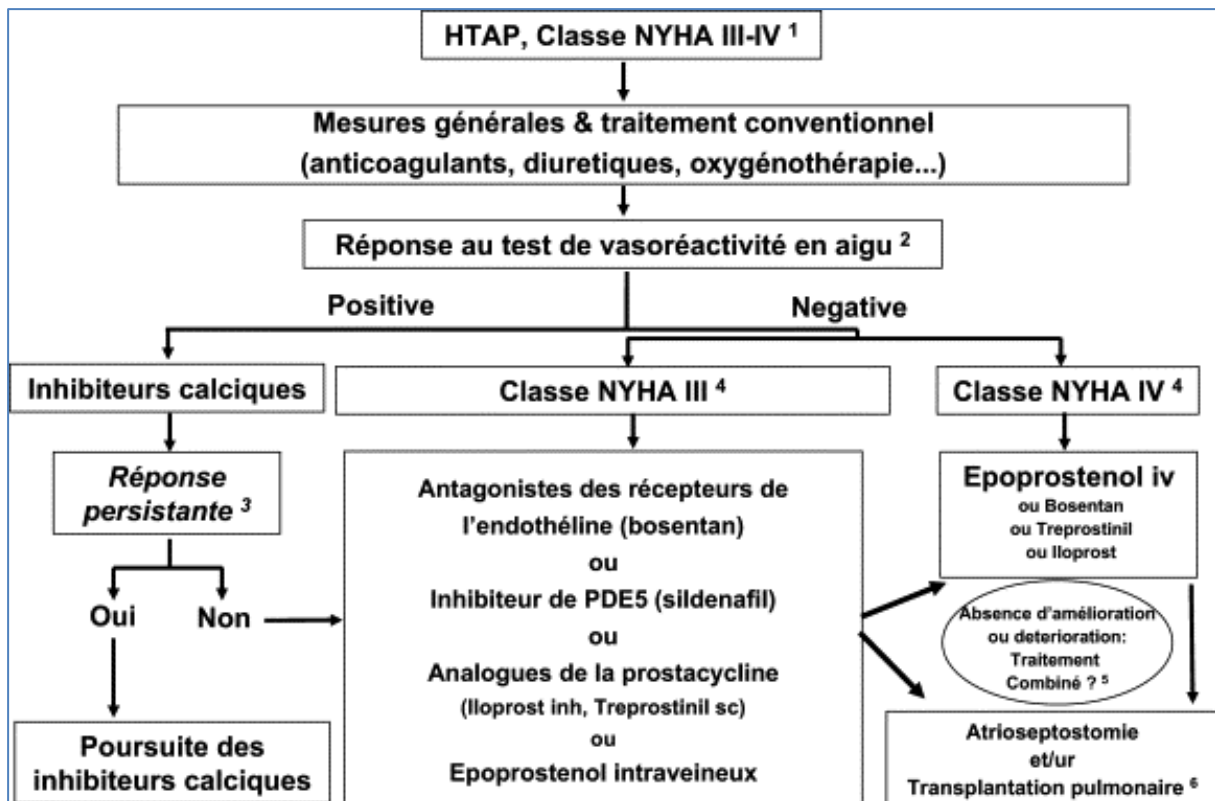 HTAP, Classe NYHA III-IV ¹
Mesures générales & traitement conventionnel
(anticoagulants, diuretiques, oxygénothérapie...)
Réponse au test de vasoréactivité en aigu ²
Positive
Negative
Inhibiteurs calciques
Classe NYHA III ⁴
Classe NYHA IV ⁴
Réponse
persistante ³
Oui
Non
Poursuite des
inhibiteurs calciques
Antagonistes des récepteurs de
l'endothéline (bosentan)
ou
Inhibiteur de PDE5 (sildenafil)
ou
Analogues de la prostacycline
(Iloprost inh, Treprostinil sc)
ou
Epoprostenol intraveineux
Epoprostenol iv
ou Bosentan
ou Treprostinil
ou Iloprost
Absence d'amélioration
ou deterioration:
Traitement
Combiné ? ⁵
Atrioseptostomie
et/ur
Transplantation pulmonaire ⁶